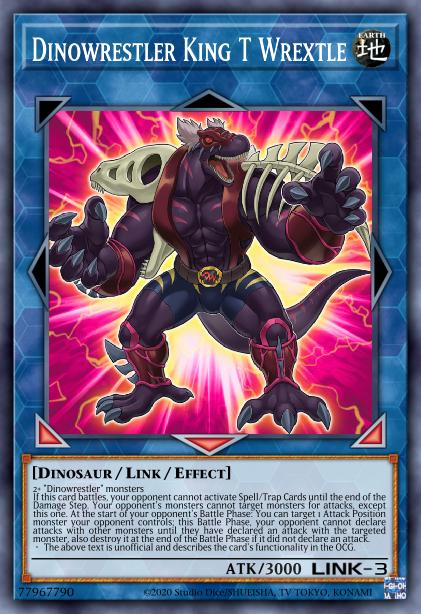 DINOWRESTLER KING T WREXTLE
EARTH
地
[DINOSAUR / LINK / EFFECT]
2+ "Dinowrestler" monsters
If this card battles, your opponent cannot activate Spell/Trap Cards until the end of the
Damage Step. Your opponent's monsters cannot target monsters for attacks, except
this one. At the start of your opponent's Battle Phase: You can target 1 Attack Position
monster your opponent controls; this Battle Phase, your opponent cannot declare
attacks with other monsters until they have declared an attack with the targeted
monster, also destroy it at the end of the Battle Phase if it did not declare an attack.
- The above text is unofficial and describes the card's functionality in the OCG.
ATK/3000 LINK-3
77967790 ©2020 Studio Dice/SHUEISHA, TV TOKYO, KONAMI